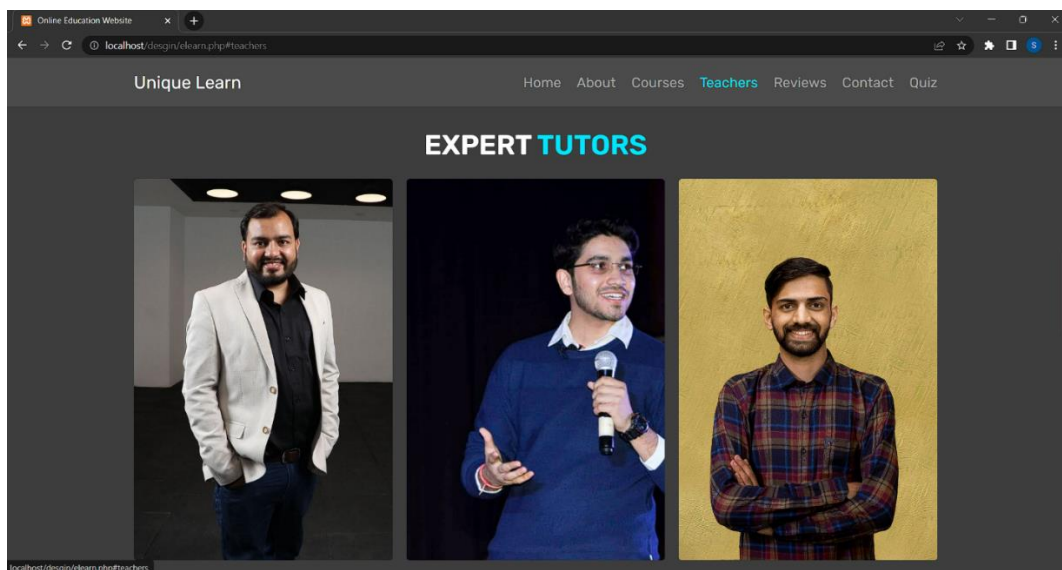 Online Education Website
localhost/desgin/elearn.php#teachers
S
Unique Learn
Home About Courses Teachers Reviews Contact Quiz
EXPERT TUTORS
localhost/desgin/elearn.php#teachers